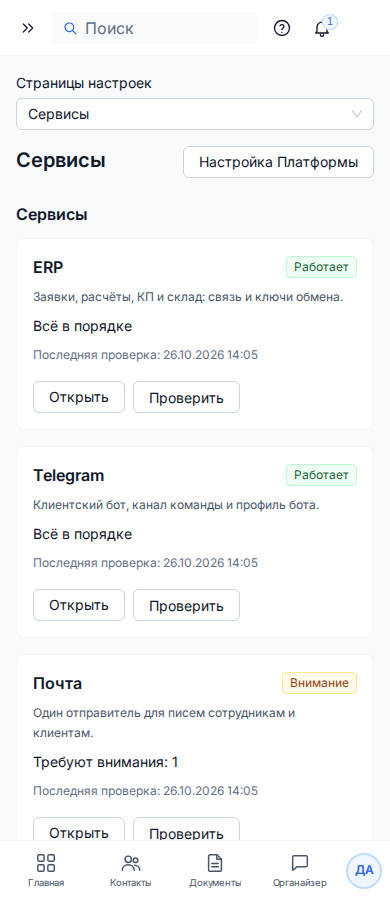 Поиск
1
Страницы настроек
Сервисы
Сервисы
Настройка Платформы
Сервисы
ERP
Работает
Заявки, расчёты, КП и склад: связь и ключи обмена.
Всё в порядке
Последняя проверка: 26.10.2026 14:05
Открыть
Проверить
Telegram
Работает
Клиентский бот, канал команды и профиль бота.
Всё в порядке
Последняя проверка: 26.10.2026 14:05
Открыть
Проверить
Почта
Внимание
Один отправитель для писем сотрудникам и
клиентам.
Требуют внимания: 1
Последняя проверка: 26.10.2026 14:05
Открыть
Проверить
Главная
Контакты
Документы
Органайзер
ДА